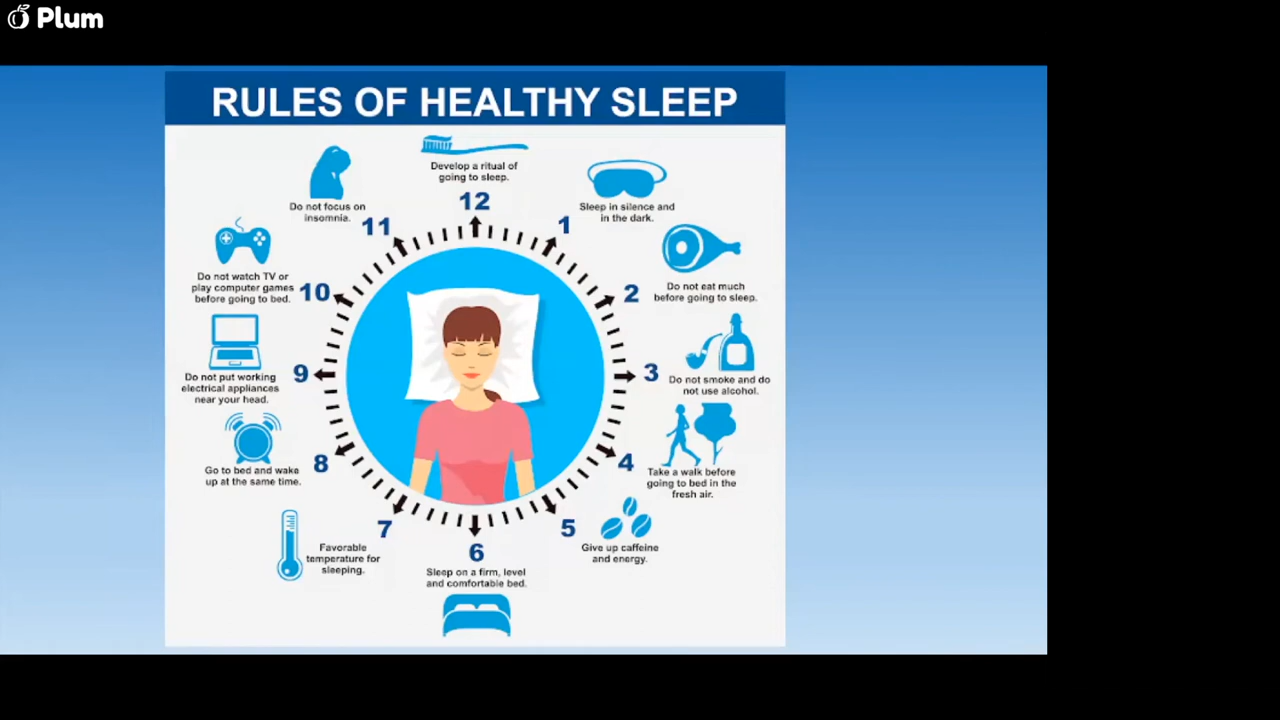 Plum
RULES OF HEALTHY SLEEP
Develop a ritual of
going to sleep.
12
Sleep in silence and
in the dark.
1
Do not eat much
before going to sleep.
2
Do not smoke and do
not use alcohol.
3
Take a walk before
going to bed in the
fresh air.
4
Give up caffeine
and energy.
5
6
Sleep on a firm, level
and comfortable bed.
7
Favorable
temperature for
sleeping.
8
Go to bed and wake
up at the same time.
9
Do not put working
electrical appliances
near your head.
10
Do not watch TV or
play computer games
before going to bed.
11
Do not focus on
insomnia.